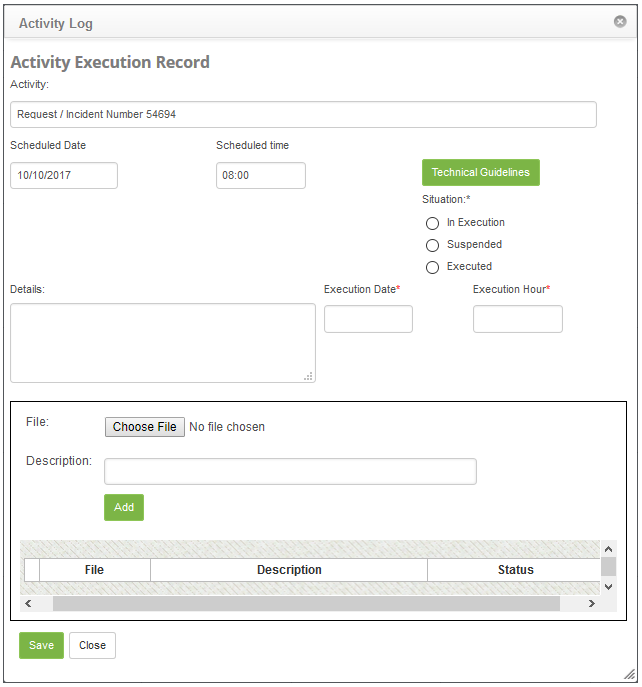 Activity Log
Activity Execution Record
Activity:
Request / Incident Number 54694
Scheduled Date Scheduled time
10/10/2017 08:00
Technical Guidelines
Situation:*
In Execution
Suspended
Executed
Details: Execution Date* Execution Hour*
File: Choose File No file chosen
Description:
Add
File Description Status
Save Close